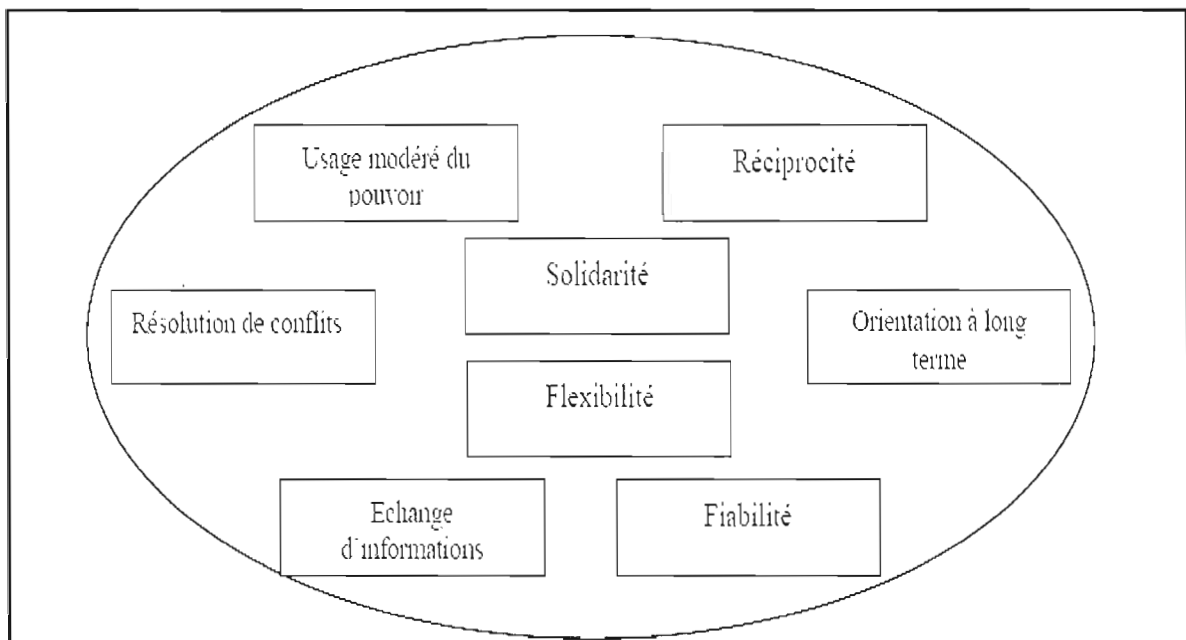 Usage modéré du
pouvoir
Réciprocité
Solidarité
Résolution de conflits
Orientation à long
terme
Flexibilité
Echange
d'informations
Fiabilité